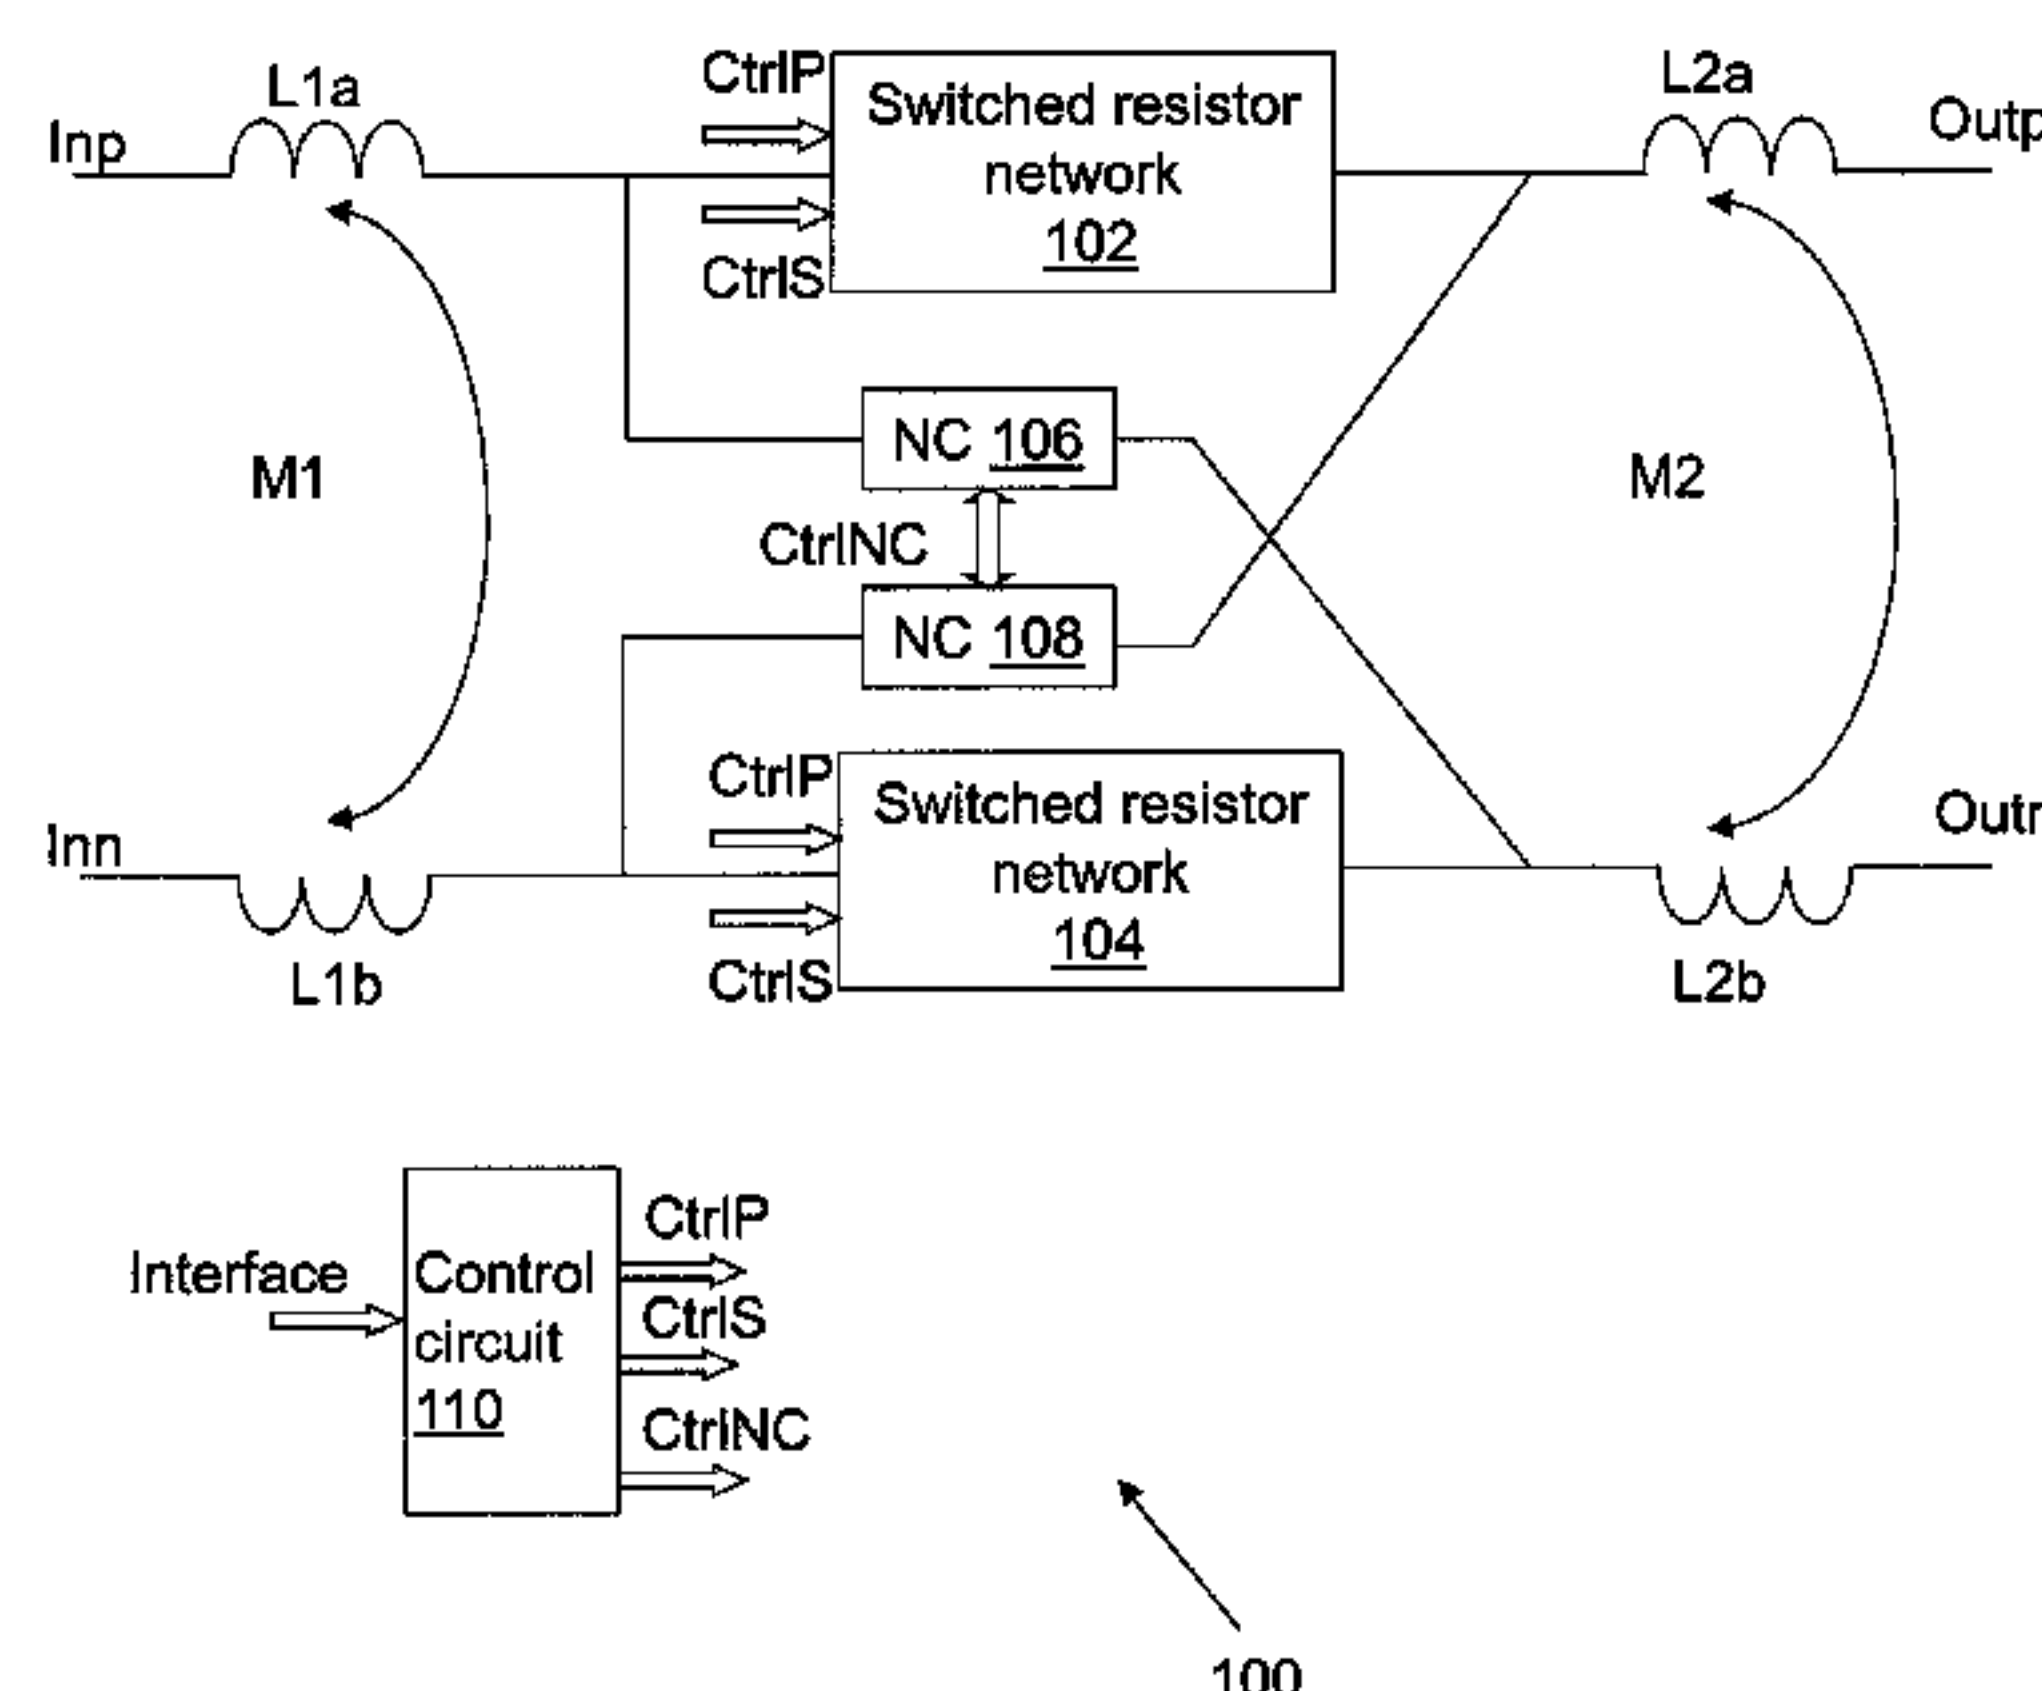 L1a
CtrlP
Switched resistor
network
102
L2a
Inp
Outp
CtrlS
NC 106
M1
M2
CtrlNC
NC 108
CtrlP
Switched resistor
network
104
Inn
CtrlS
L1b
L2b
Interface
Control
circuit
110
CtrlP
CtrlS
CtrlNC
100